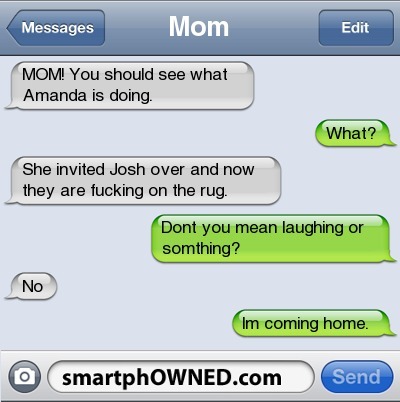 Messages
Mom
Edit
MOM! You should see what
Amanda is doing.
What?
She invited Josh over and now
they are fucking on the rug.
Dont you mean laughing or
somthing?
No
Im coming home.
smartphOWNED.com
Send